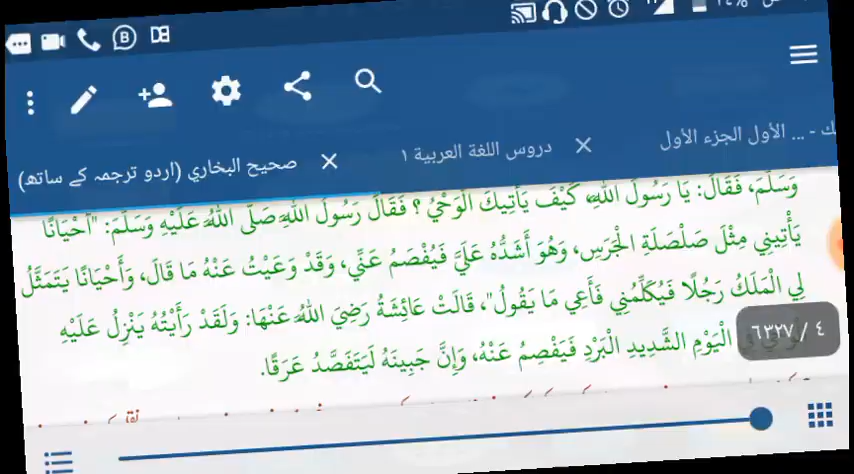 ٢٤%
ك - ... الأول الجزء الأول
دروس اللغة العربية ١
صحيح البخاري (اردو ترجمہ کے ساتھ)
وَسَلَّمَ، فَقَالَ: يَا رَسُولَ اللَّهِ، كَيْفَ يَأْتِيكَ الْوَحْيُ ؟ فَقَالَ رَسُولُ اللَّهِ صَلَّى اللَّهُ عَلَيْهِ وَسَلَّمَ: "أَحْيَانًا
يَأْتِينِي مِثْلَ صَلْصَلَةِ الْجَرَسِ، وَهُوَ أَشَدُّهُ عَلَيَّ فَيُفْصَمُ عَنِّي، وَقَدْ وَعَيْتُ عَنْهُ مَا قَالَ، وَأَحْيَانًا يَتَمَثَّلُ
لِي الْمَلَكُ رَجُلًا فَيُكَلِّمُنِي فَأَعِي مَا يَقُولُ"، قَالَتْ عَائِشَةُ رَضِيَ اللَّهُ عَنْهَا: وَلَقَدْ رَأَيْتُهُ يَنْزِلُ عَلَيْهِ
الْيَوْمِ الشَّدِيدِ الْبَرْدِ فَيَفْصِمُ عَنْهُ، وَإِنَّ جَبِينَهُ لَيَتَفَصَّدُ عَرَقًا.
٤ / ٦٣٢٧